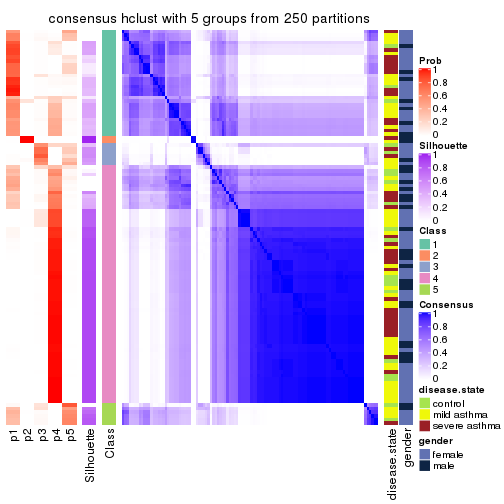 consensus hclust with 5 groups from 250 partitions
p1
p2
p3
p4
p5
Silhouette
Class
disease.state
gender
Prob
1
0.8
0.6
0.4
0.2
0
Silhouette
1
0.8
0.6
0.4
0.2
0
Class
1
2
3
4
5
Consensus
1
0.8
0.6
0.4
0.2
0
disease.state
control
mild asthma
severe asthma
gender
female
male